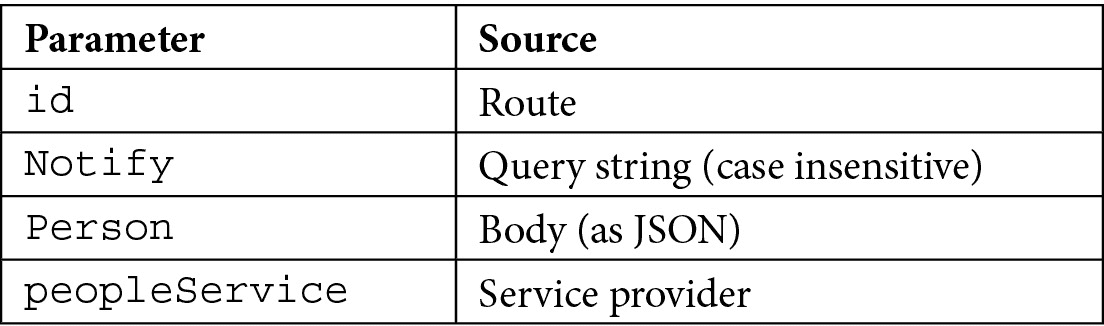 Parameter Source
id Route
Notify Query string (case insensitive)
Person Body (as JSON)
peopleService Service provider